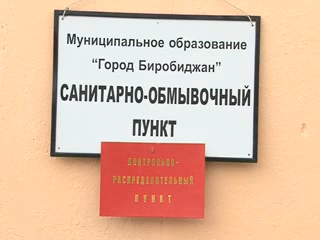 Муниципальное образование
“Город Биробиджан”
САНИТАРНО-ОБМЫВОЧНЫЙ
ПУНКТ
КОНТРОЛЬНО-
РАСПРЕДЕЛИТЕЛЬНЫЙ
ПУНКТ